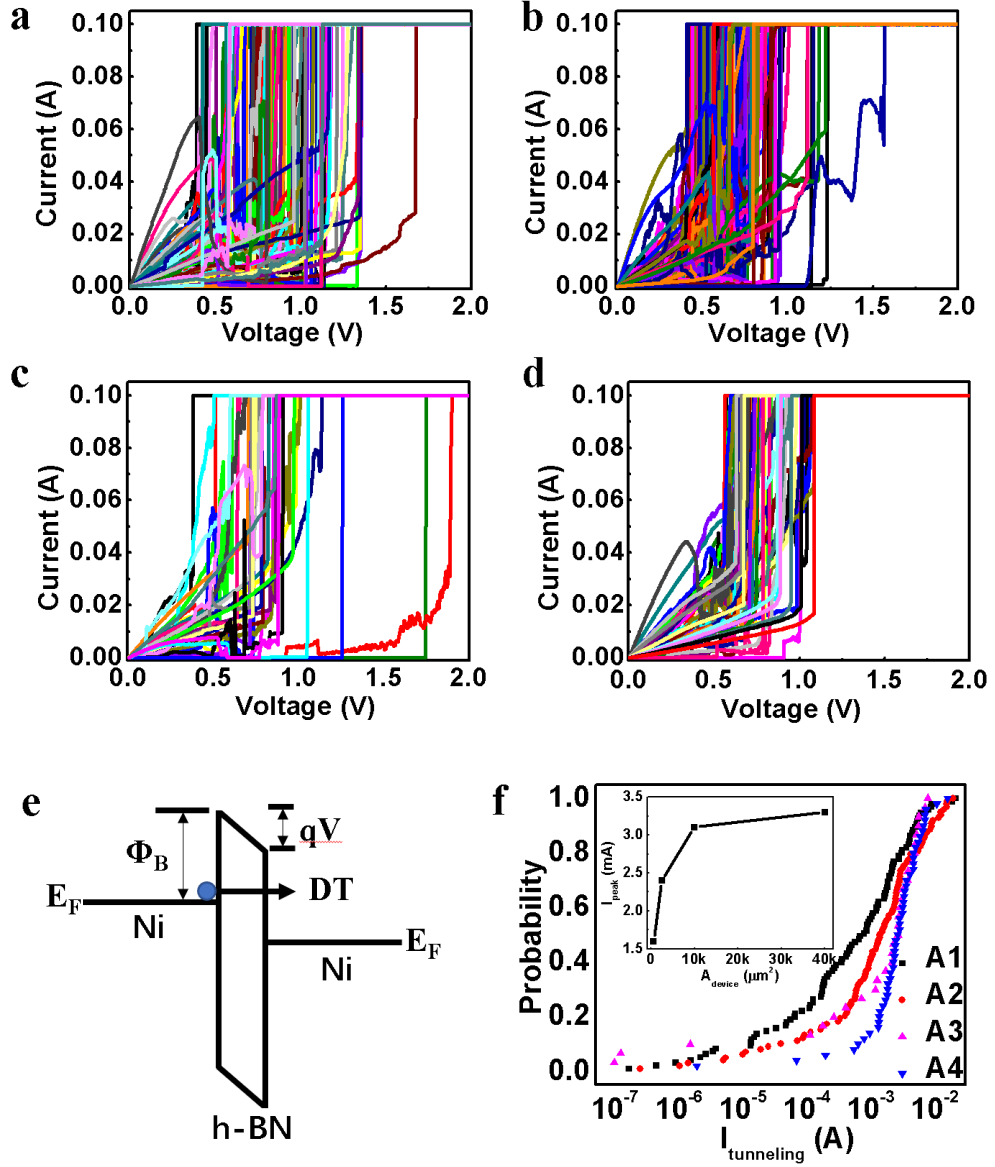 a
0.10
0.08
0.06
0.04
0.02
0.00
Current (A)
0.0 0.5 1.0 1.5 2.0
Voltage (V)
b
0.10
0.08
0.06
0.04
0.02
0.00
Current (A)
0.0 0.5 1.0 1.5 2.0
Voltage (V)
c
0.10
0.08
0.06
0.04
0.02
0.00
Current (A)
0.0 0.5 1.0 1.5 2.0
Voltage (V)
d
0.10
0.08
0.06
0.04
0.02
0.00
Current (A)
0.0 0.5 1.0 1.5 2.0
Voltage (V)
e
qV
Φ_B
DT
E_F
Ni
E_F
Ni
h-BN
f
1.0
0.8
0.6
0.4
0.2
0.0
Probability
3.5
3.0
2.5
2.0
1.5
I_peak (mA)
0 10k 20k 30k 40k
A_device (μm²)
A1
A2
A3
A4
10⁻⁷ 10⁻⁶ 10⁻⁵ 10⁻⁴ 10⁻³ 10⁻²
I_tunneling (A)